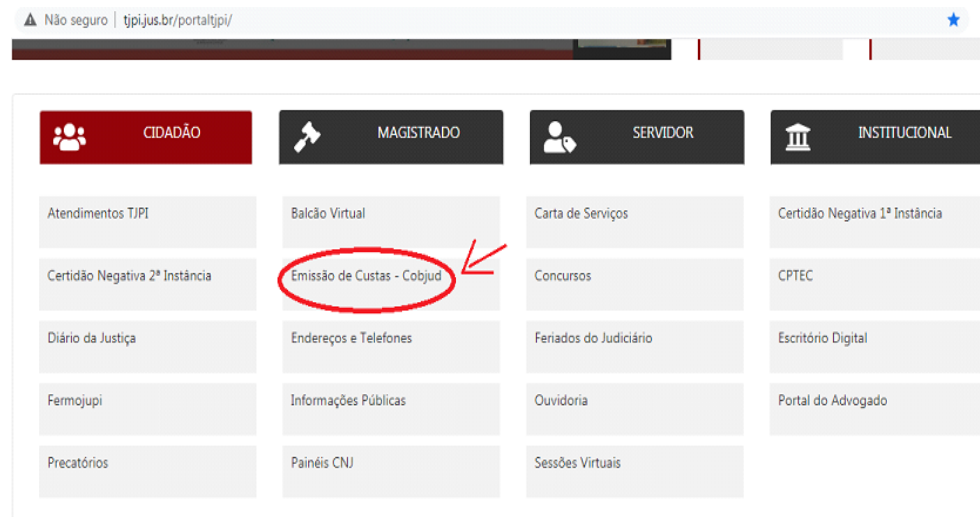 Não seguro | tjpi.jus.br/portaltjpi/
CIDADÃO MAGISTRADO SERVIDOR INSTITUCIONAL
Atendimentos TJPI Balcão Virtual Carta de Serviços Certidão Negativa 1ª Instância
Certidão Negativa 2ª Instância Emissão de Custas - Cobjud Concursos CPTEC
Diário da Justiça Endereços e Telefones Feriados do Judiciário Escritório Digital
Fermojupi Informações Públicas Ouvidoria Portal do Advogado
Precatórios Painéis CNJ Sessões Virtuais